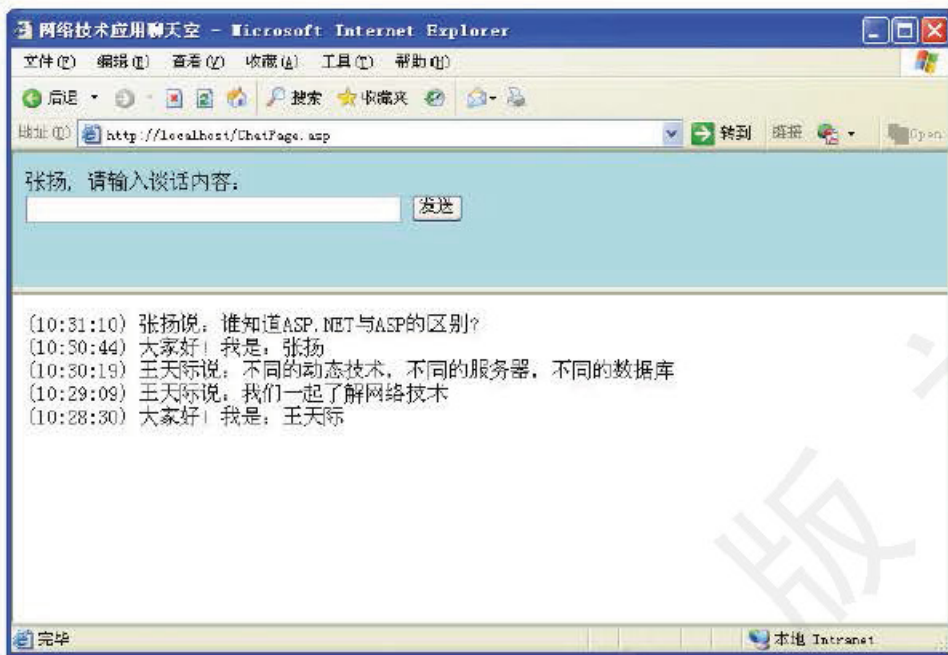 网络技术应用聊天室 - Microsoft Internet Explorer
文件(F) 编辑(E) 查看(V) 收藏(A) 工具(T) 帮助(H)
后退 搜索 收藏夹
地址(D) http://localhost/ChatPage.asp 转到 链接 Open
张扬，请输入谈话内容：
发送
(10:31:10) 张扬说：谁知道ASP.NET与ASP的区别?
(10:30:44) 大家好！我是：张扬
(10:30:19) 王天际说：不同的动态技术，不同的服务器，不同的数据库
(10:29:09) 王天际说：我们一起了解网络技术
(10:28:30) 大家好！我是：王天际
版
完毕 本地 Intranet